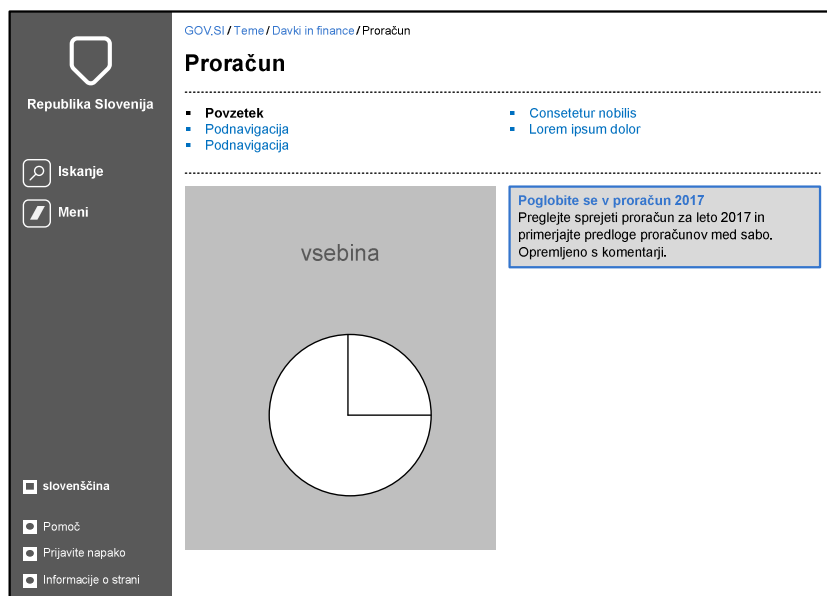 Republika Slovenija
Iskanje
Meni
slovenščina
Pomoč
Prijavite napako
Informacije o strani
GOV.SI / Teme / Davki in finance / Proračun
Proračun
Povzetek
Podnavigacija
Podnavigacija
Consetetur nobilis
Lorem ipsum dolor
vsebina
Poglobite se v proračun 2017
Preglejte sprejeti proračun za leto 2017 in
primerjajte predloge proračunov med sabo.
Opremljeno s komentarji.